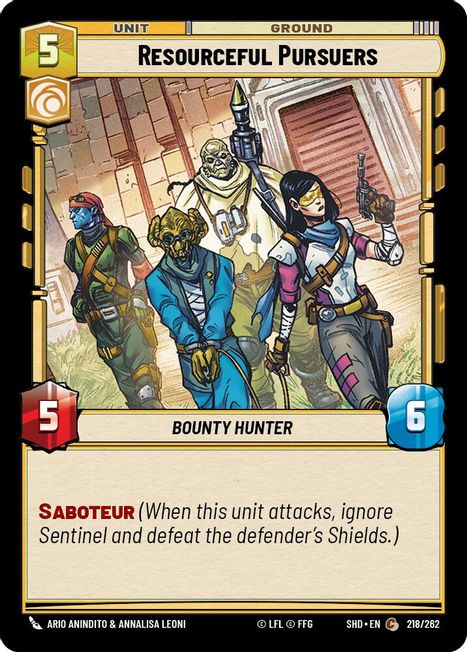 UNIT
GROUND
5
RESOURCEFUL PURSUERS
5
BOUNTY HUNTER
6
SABOTEUR (When this unit attacks, ignore
Sentinel and defeat the defender's Shields.)
ARIO ANINDITO & ANNALISA LEONI
© LFL © FFG
SHD • EN
C
218/262